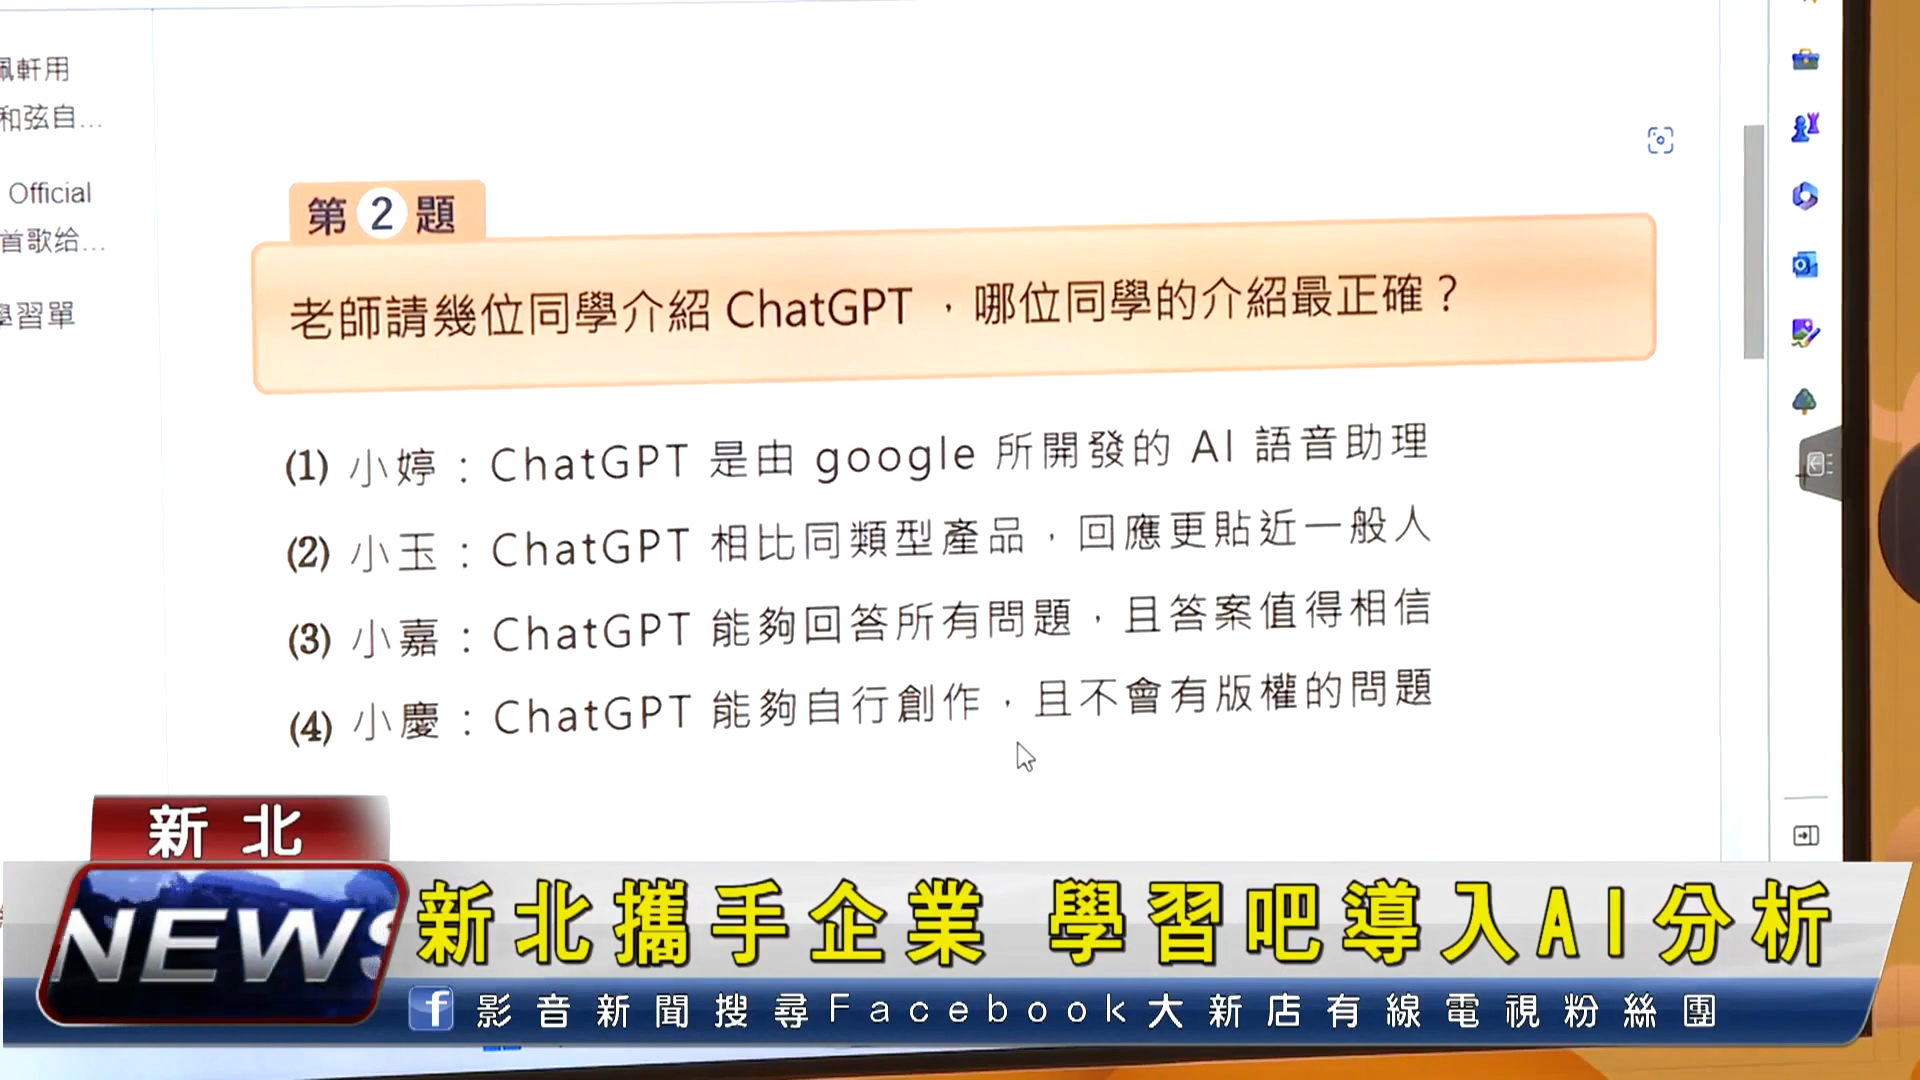 珮軒用
和弦自...
Official
首歌给...
學習單
第 2 題
老師請幾位同學介紹 ChatGPT ，哪位同學的介紹最正確？
(1) 小婷：ChatGPT 是由 google 所開發的 AI 語音助理
(2) 小玉：ChatGPT 相比同類型產品，回應更貼近一般人
(3) 小嘉：ChatGPT 能夠回答所有問題，且答案值得相信
(4) 小慶：ChatGPT 能夠自行創作，且不會有版權的問題
新北
NEWS
新北攜手企業 學習吧導入AI分析
f 影音新聞搜尋Facebook大新店有線電視粉絲團